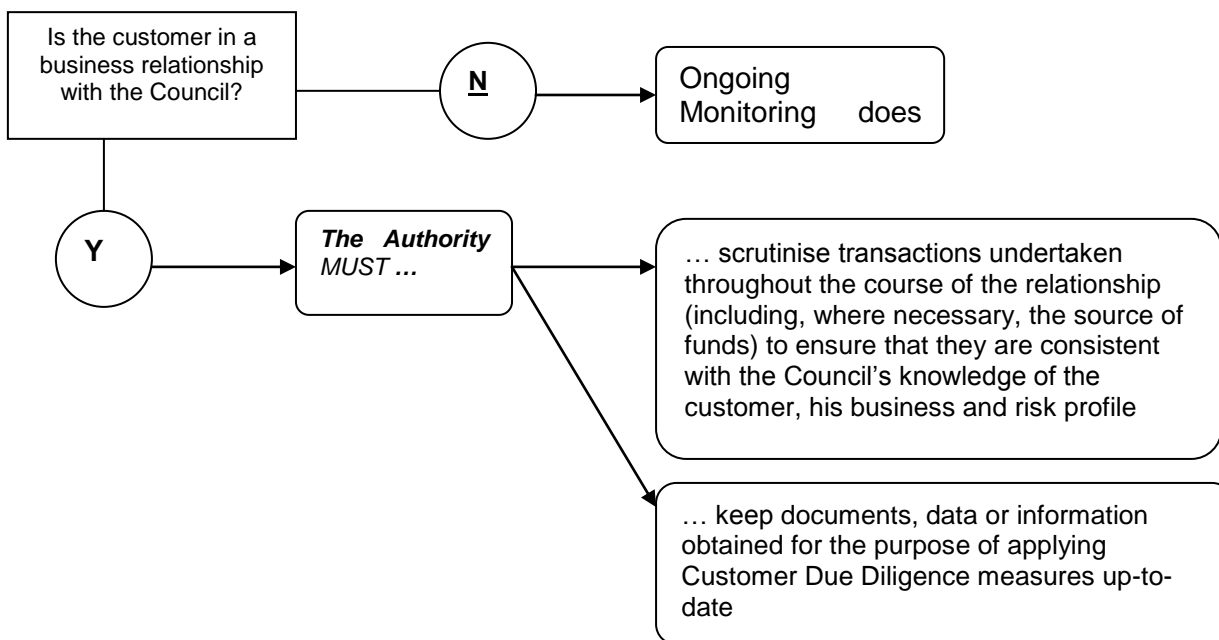 Is the customer in a
business relationship
with the Council?
N
Ongoing
Monitoring does
Y
The Authority
MUST …
… scrutinise transactions undertaken
throughout the course of the relationship
(including, where necessary, the source of
funds) to ensure that they are consistent
with the Council’s knowledge of the
customer, his business and risk profile
… keep documents, data or information
obtained for the purpose of applying
Customer Due Diligence measures up-to-
date